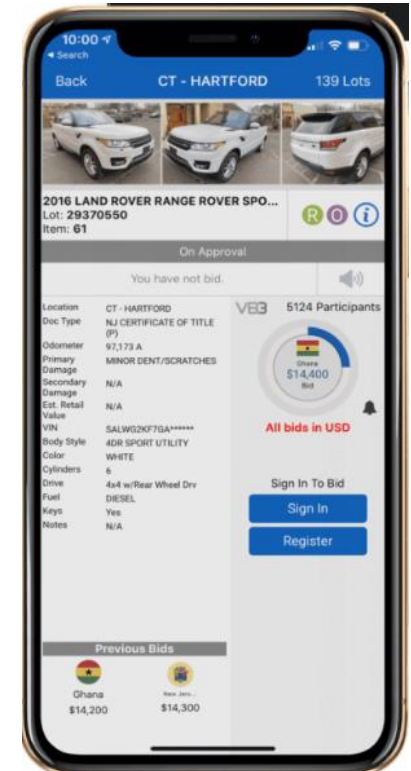 10:00
Search
Back
CT - HARTFORD
139 Lots
2016 LAND ROVER RANGE ROVER SPO...
Lot: 29370550
Item: 61
R O i
On Approval
You have not bid.
Location CT - HARTFORD
Doc Type NJ CERTIFICATE OF TITLE
(P)
Odometer 97,173 A
Primary
Damage MINOR DENT/SCRATCHES
Secondary
Damage N/A
Est. Retail
Value N/A
VIN SALWG2KF7GA******
Body Style 4DR SPORT UTILITY
Color WHITE
Cylinders 6
Drive 4x4 w/Rear Wheel Drv
Fuel DIESEL
Keys Yes
Notes N/A
VB3 5124 Participants
Ghana
$14,400
Bid
All bids in USD
Sign In To Bid
Sign In
Register
Previous Bids
Ghana
$14,200
New Jers...
$14,300